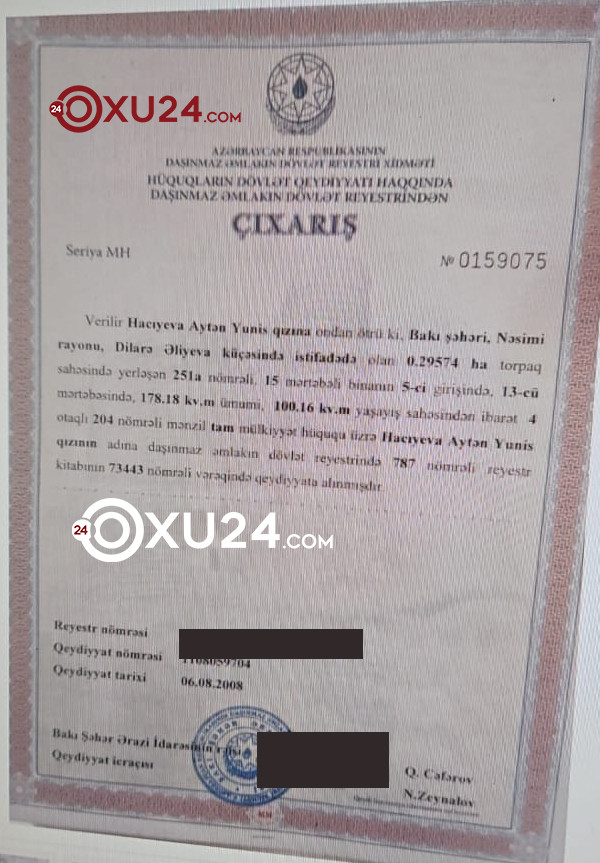 24 OXU24.COM
AZƏRBAYCAN RESPUBLİKASININ
DAŞINMAZ ƏMLAKIN DÖVLƏT REYESTRİ XİDMƏTİ
HÜQUQLARIN DÖVLƏT QEYDİYYATI HAQQINDA
DAŞINMAZ ƏMLAKIN DÖVLƏT REYESTRİNDƏN
ÇIXARIŞ
Seriya MH
№ 0159075
Verilir Hacıyeva Aytən Yunis qızına ondan ötrü ki, Bakı şəhəri, Nəsimi
rayonu, Dilarə Əliyeva küçəsində istifadədə olan 0.29574 ha torpaq
sahəsində yerləşən 251a nömrəli, 15 mərtəbəli binanın 5-ci girişində, 13-cü
mərtəbəsində, 178.18 kv.m ümumi, 100.16 kv.m yaşayış sahəsindən ibarət 4
otaqlı 204 nömrəli mənzil tam mülkiyyət hüququ üzrə Hacıyeva Aytən Yunis
qızının adına daşınmaz əmlakın dövlət reyestrində 787 nömrəli reyestr
kitabının 73443 nömrəli vərəqində qeydiyyata alınmışdır.
24 OXU24.COM
Reyestr nömrəsi
Qeydiyyat nömrəsi 1108059704
Qeydiyyat tarixi 06.08.2008
Bakı Şəhər Ərazi İdarəsinin rəisi
Q. Cəfərov
Qeydiyyat icraçısı
N.Zeynalov